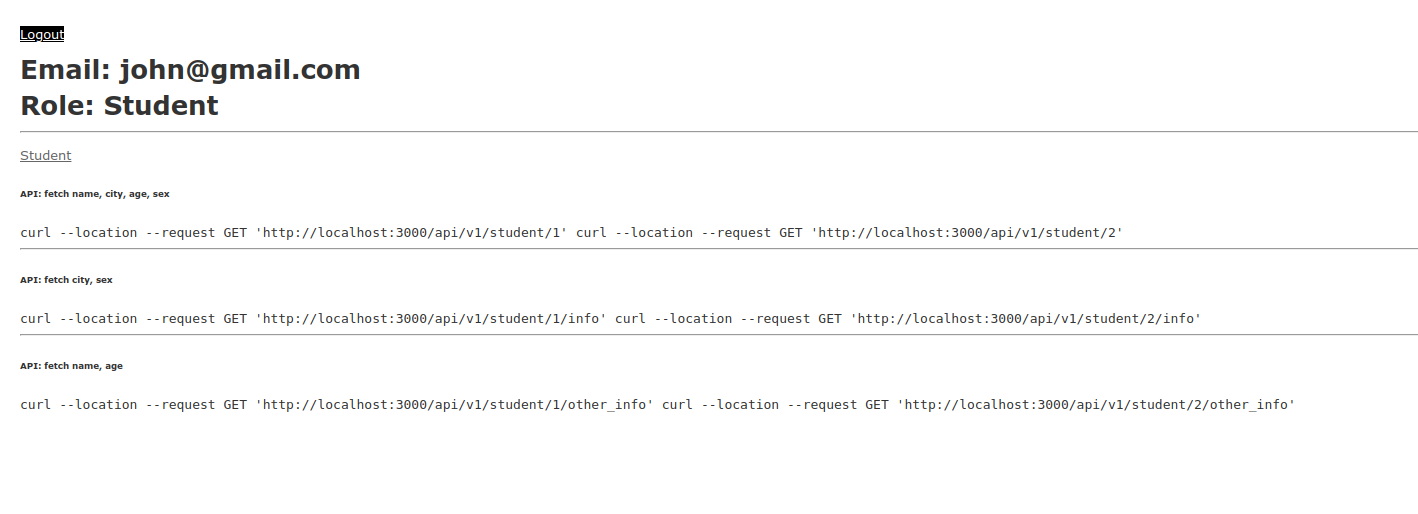 Logout
Email: john@gmail.com
Role: Student
Student
API: fetch name, city, age, sex
curl --location --request GET 'http://localhost:3000/api/v1/student/1' curl --location --request GET 'http://localhost:3000/api/v1/student/2'
API: fetch city, sex
curl --location --request GET 'http://localhost:3000/api/v1/student/1/info' curl --location --request GET 'http://localhost:3000/api/v1/student/2/info'
API: fetch name, age
curl --location --request GET 'http://localhost:3000/api/v1/student/1/other_info' curl --location --request GET 'http://localhost:3000/api/v1/student/2/other_info'